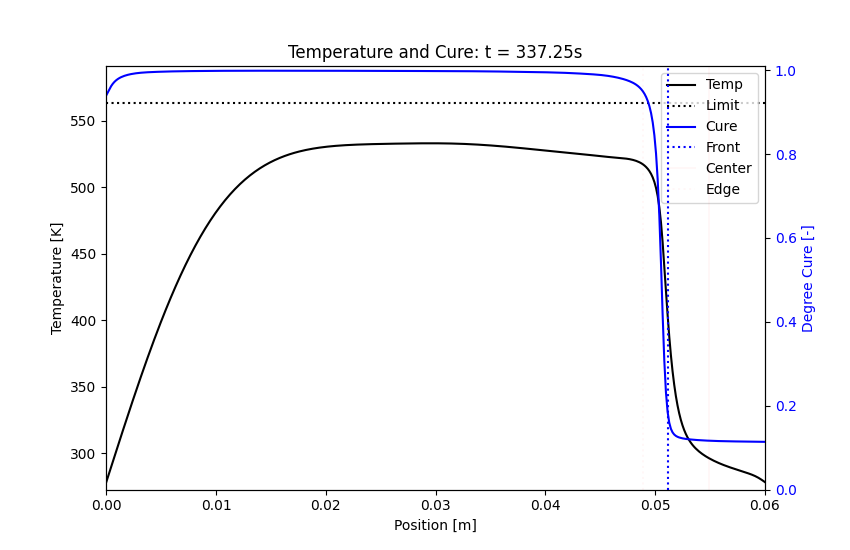 Temperature and Cure: t = 337.25s
Temperature [K]
550
500
450
400
350
300
Temp
Limit
Cure
Front
Center
Edge
1.0
0.8
0.6
0.4
0.2
0.0
Degree Cure [-]
0.00 0.01 0.02 0.03 0.04 0.05 0.06
Position [m]